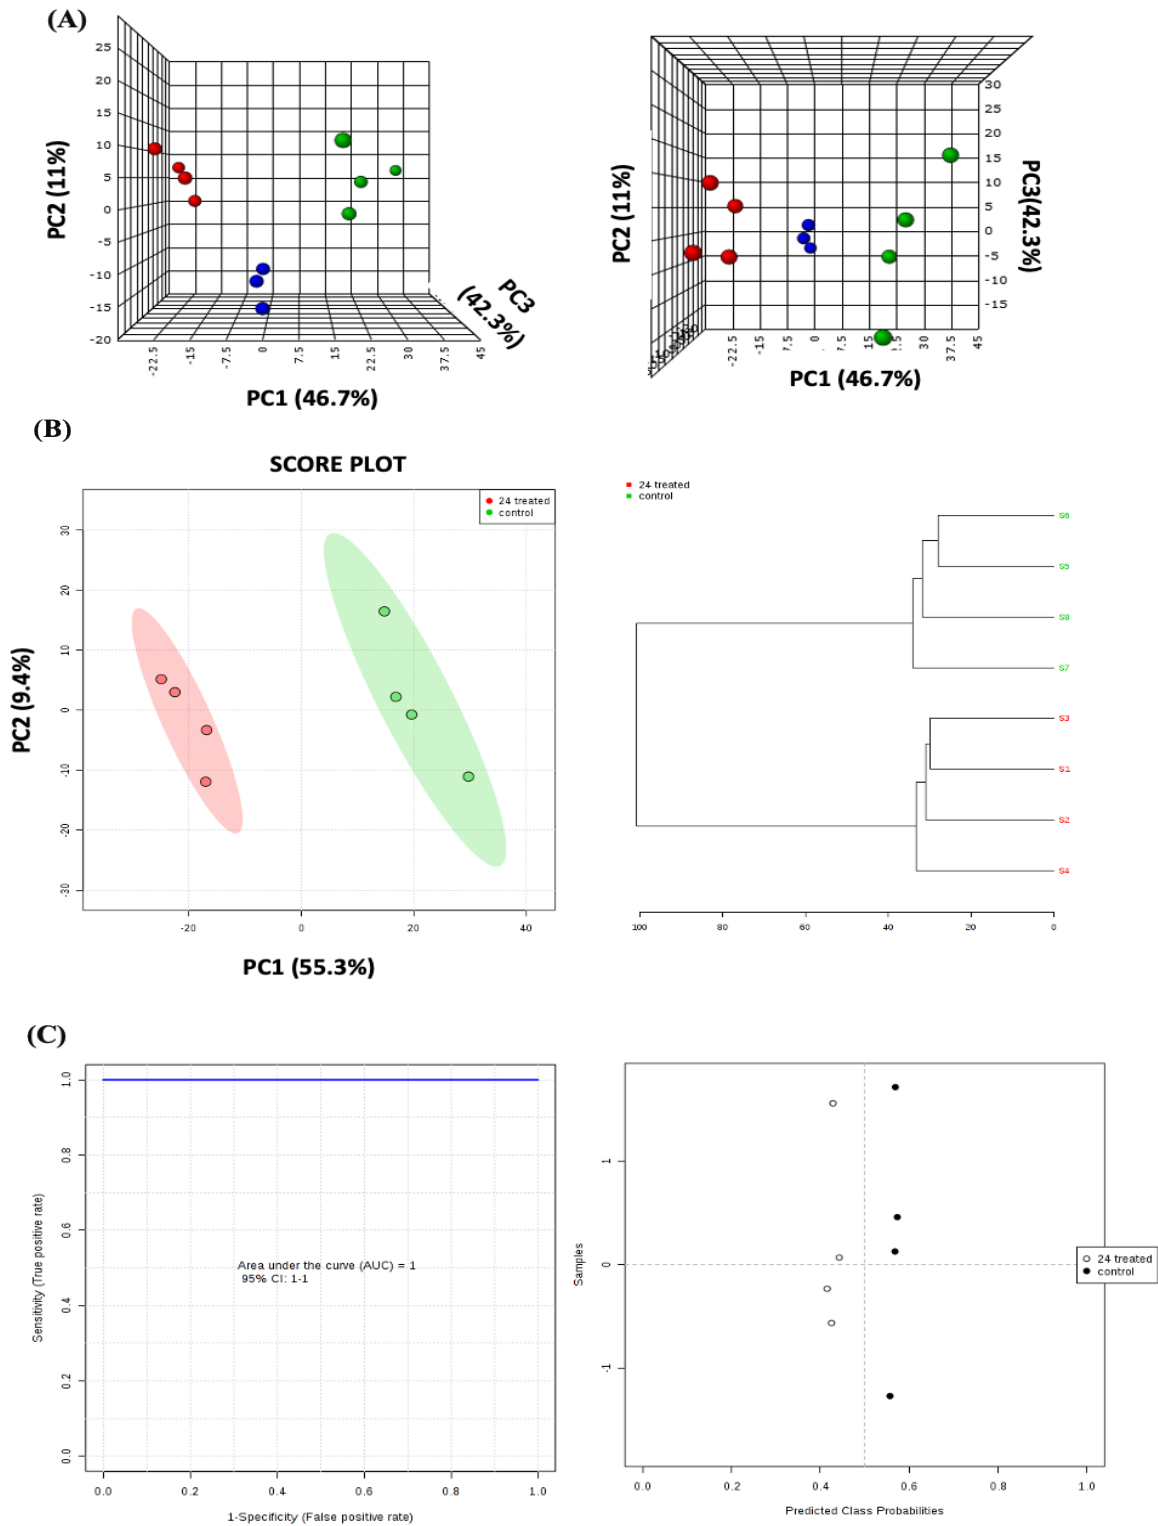 (A)
25
20
15
10
5
0
-5
-10
-15
-20
PC2 (11%)
-22.5
-15
-7.5
0
7.5
15
22.5
30
37.5
45
PC1 (46.7%)
PC3
(42.3%)
PC2 (11%)
30
25
20
15
10
5
0
-5
-10
-15
PC3(42.3%)
-22.5
-15
7.5
0
7.5
15
30
37.5
45
PC1 (46.7%)
(B)
SCORE PLOT
24 treated
control
30
20
10
0
-10
-20
-30
PC2 (9.4%)
-20
0
20
40
PC1 (55.3%)
24 treated
control
S6
S5
S8
S7
S3
S1
S2
S4
100
80
60
40
20
0
(C)
1.0
0.8
0.6
0.4
0.2
0.0
Sensitivity (True positive rate)
Area under the curve (AUC) = 1
95% CI: 1-1
0.0
0.2
0.4
0.6
0.8
1.0
1-Specificity (False positive rate)
1
0
-1
Samples
24 treated
control
0.0
0.2
0.4
0.6
0.8
1.0
Predicted Class Probabilities